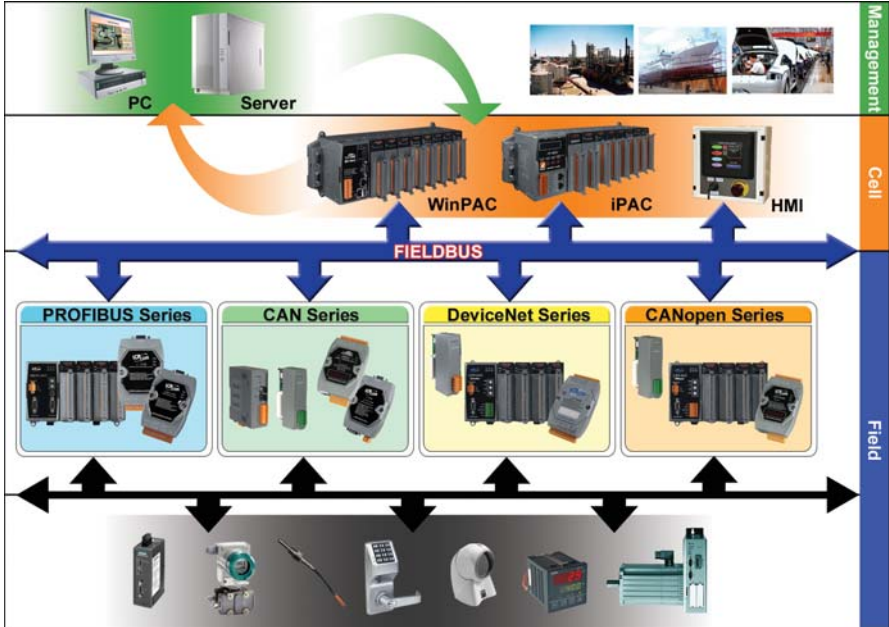 PC
Server
Management
WinPAC
iPAC
HMI
Cell
FIELDBUS
PROFIBUS Series
CAN Series
DeviceNet Series
CANopen Series
Field